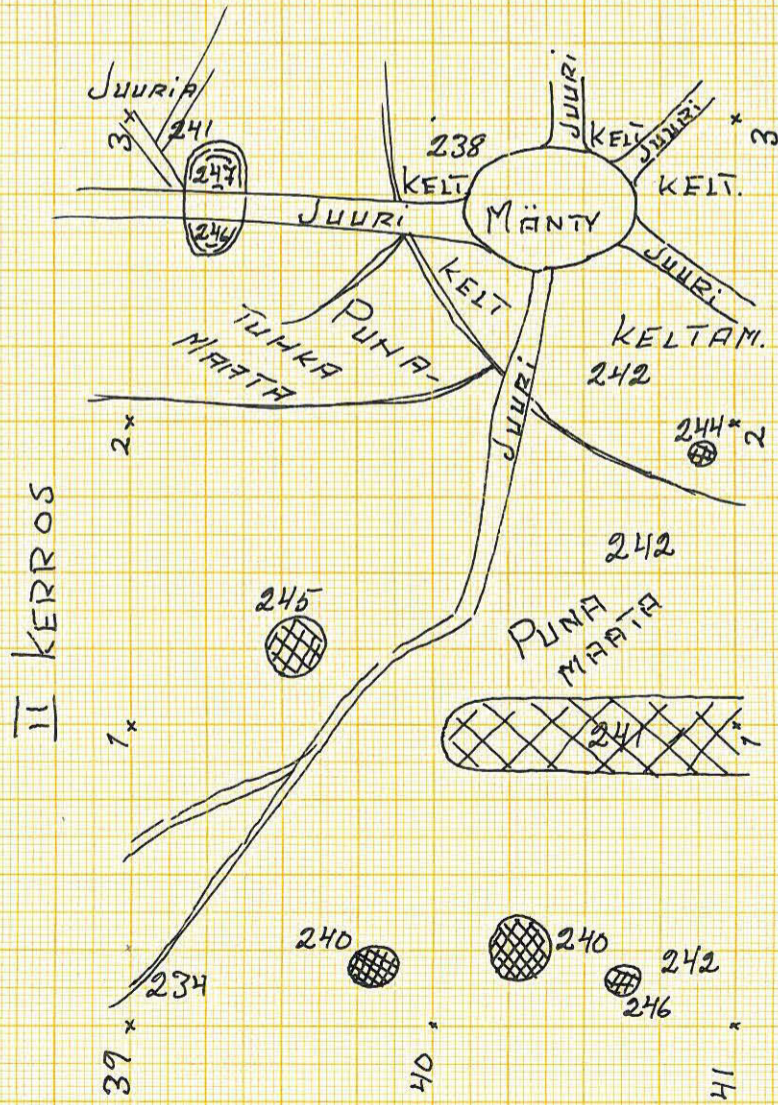 II KERROS
JUURIA
3
241
247
246
238
KELT.
JUURI
MÄNTY
JUURI
KELT
JUURI
KELT.
JUURI
3
KELT
TUHKA
MAATA
PUNA-
JUURI
KELTAM.
242
244
2
2
242
245
PUNA
MAATA
1
241
1
234
240
240
242
246
39
40
41